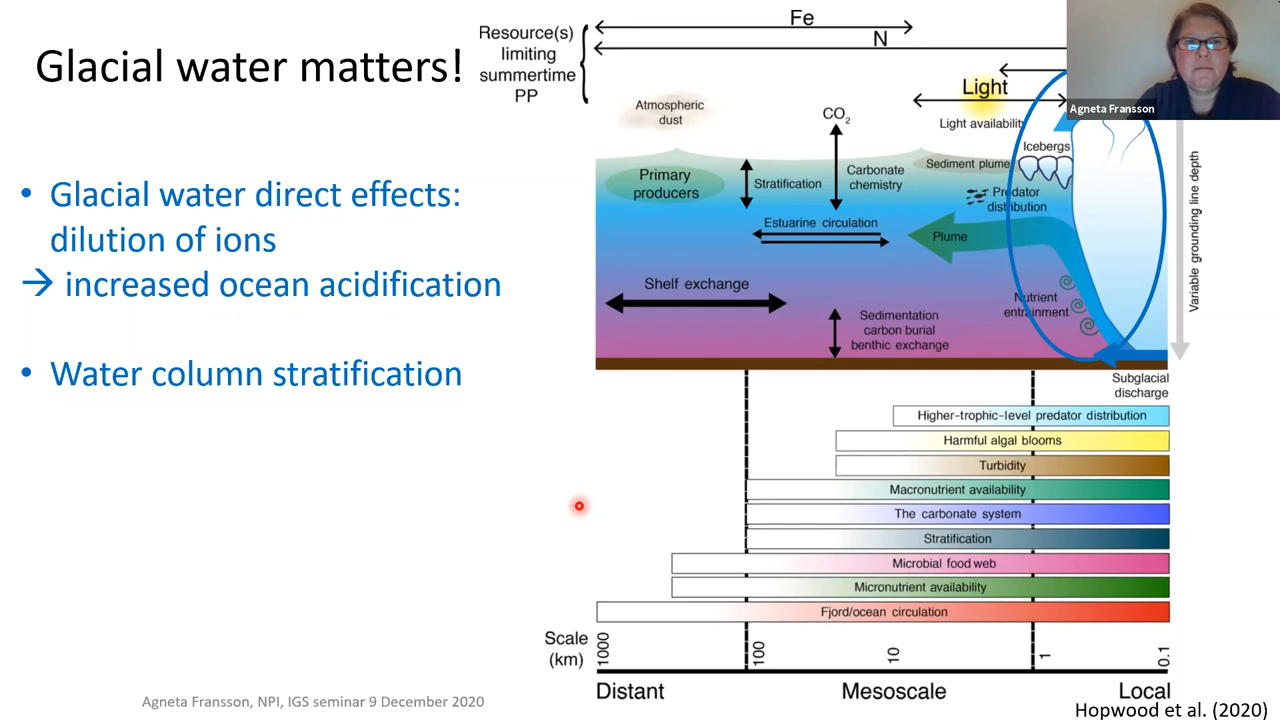 Glacial water matters!
• Glacial water direct effects:
dilution of ions
→ increased ocean acidification
• Water column stratification
Resource(s)
limiting
summertime
PP
Fe
N
Light
Light availability
Atmospheric
dust
CO₂
Icebergs
Agneta Fransson
Primary
producers
Stratification
Carbonate
chemistry
Sediment plume
Predator
distribution
Estuarine circulation
Plume
Shelf exchange
Nutrient
entrainment
Sedimentation
carbon burial
benthic exchange
Variable grounding line depth
Subglacial
discharge
Higher-trophic-level predator distribution
Harmful algal blooms
Turbidity
Macronutrient availability
The carbonate system
Stratification
Microbial food web
Micronutrient availability
Fjord/ocean circulation
Scale
(km)
1000
100
10
1
0.1
Distant
Mesoscale
Local
Hopwood et al. (2020)
Agneta Fransson, NPI, IGS seminar 9 December 2020